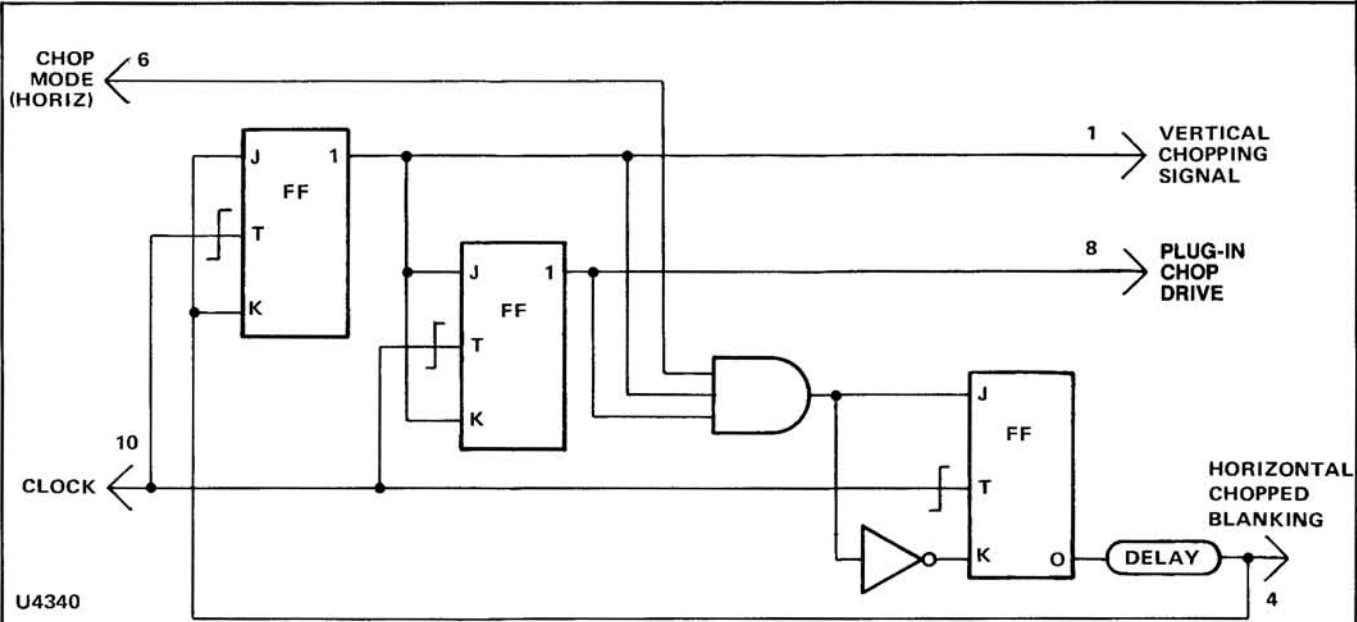 CHOP
MODE
(HORIZ)
6
J
1
FF
T
K
1
VERTICAL
CHOPPING
SIGNAL
J
1
FF
T
K
8
PLUG-IN
CHOP
DRIVE
10
CLOCK
J
FF
T
K
O
DELAY
HORIZONTAL
CHOPPED
BLANKING
4
U4340